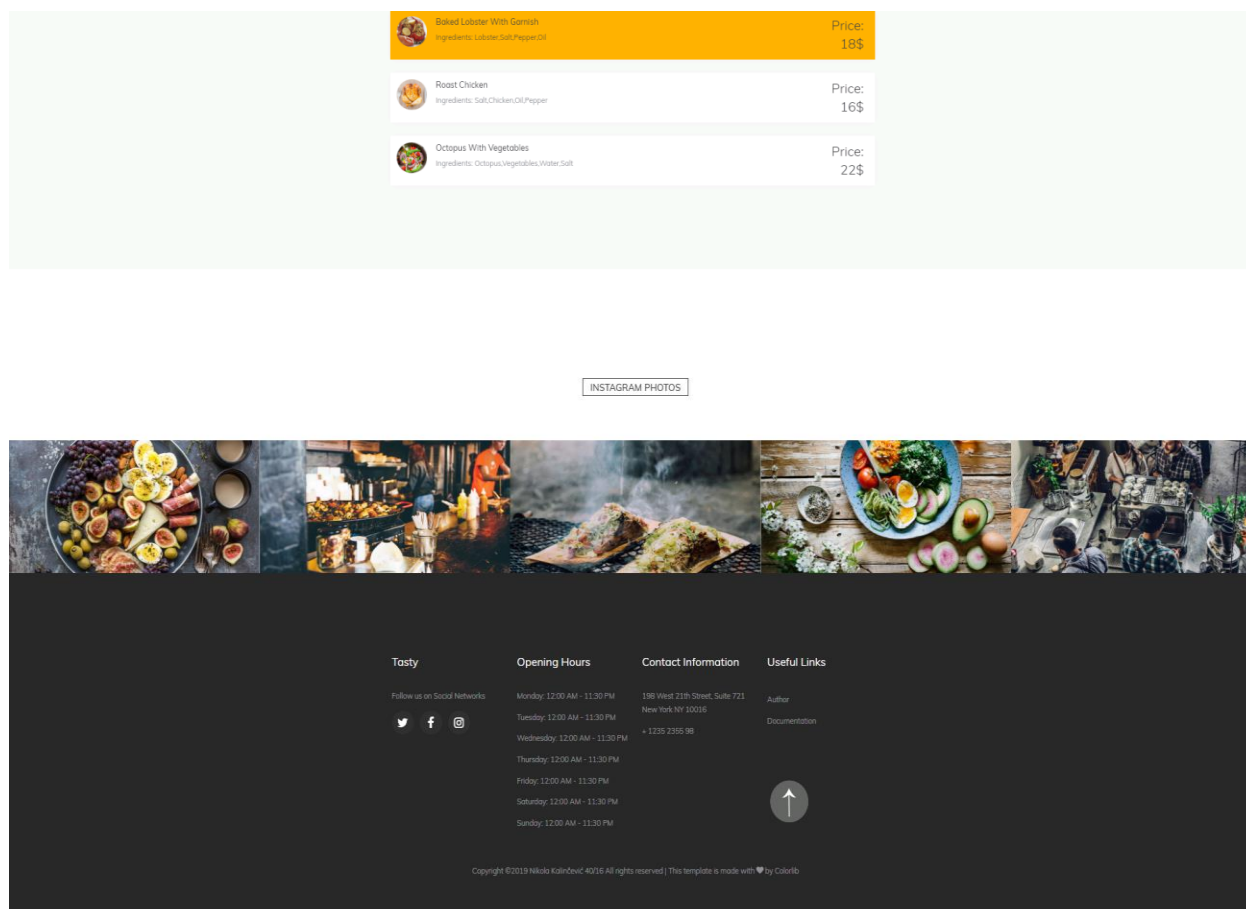 Baked Lobster With Garnish
Ingredients: Lobster,Salt,Pepper,Oil
Price:
18$
Roast Chicken
Ingredients: Salt,Chicken,Oil,Pepper
Price:
16$
Octopus With Vegetables
Ingredients: Octopus,Vegetables,Water,Salt
Price:
22$
INSTAGRAM PHOTOS
Tasty
Follow us on Social Networks
Opening Hours
Monday: 12:00 AM - 11:30 PM
Tuesday: 12:00 AM - 11:30 PM
Wednesday: 12:00 AM - 11:30 PM
Thursday: 12:00 AM - 11:30 PM
Friday: 12:00 AM - 11:30 PM
Saturday: 12:00 AM - 11:30 PM
Sunday: 12:00 AM - 11:30 PM
Contact Information
198 West 21th Street, Suite 721
New York NY 10016
+ 1235 2355 98
Useful Links
Author
Documentation
Copyright ©2019 Nikola Kalinčević 40/16 All rights reserved | This template is made with ♥ by Colorlib